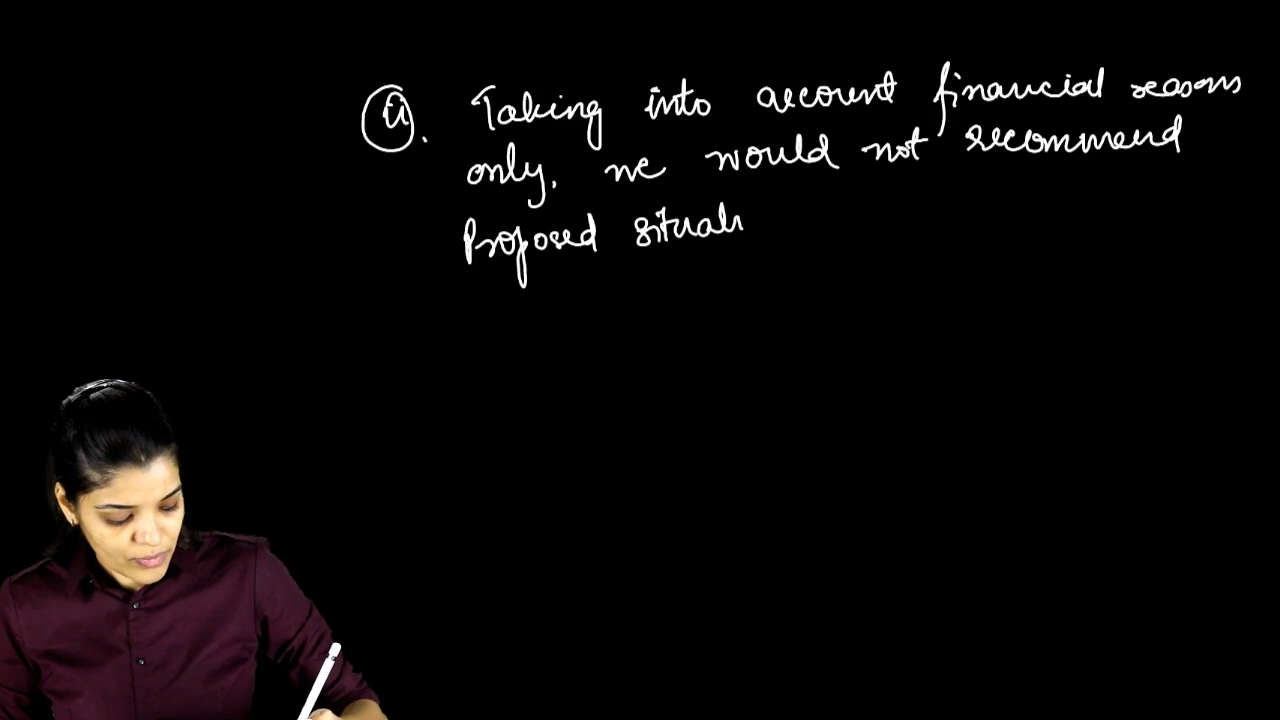 ii. Taking into account financial reasons
only, we would not recommend
Proposed situati